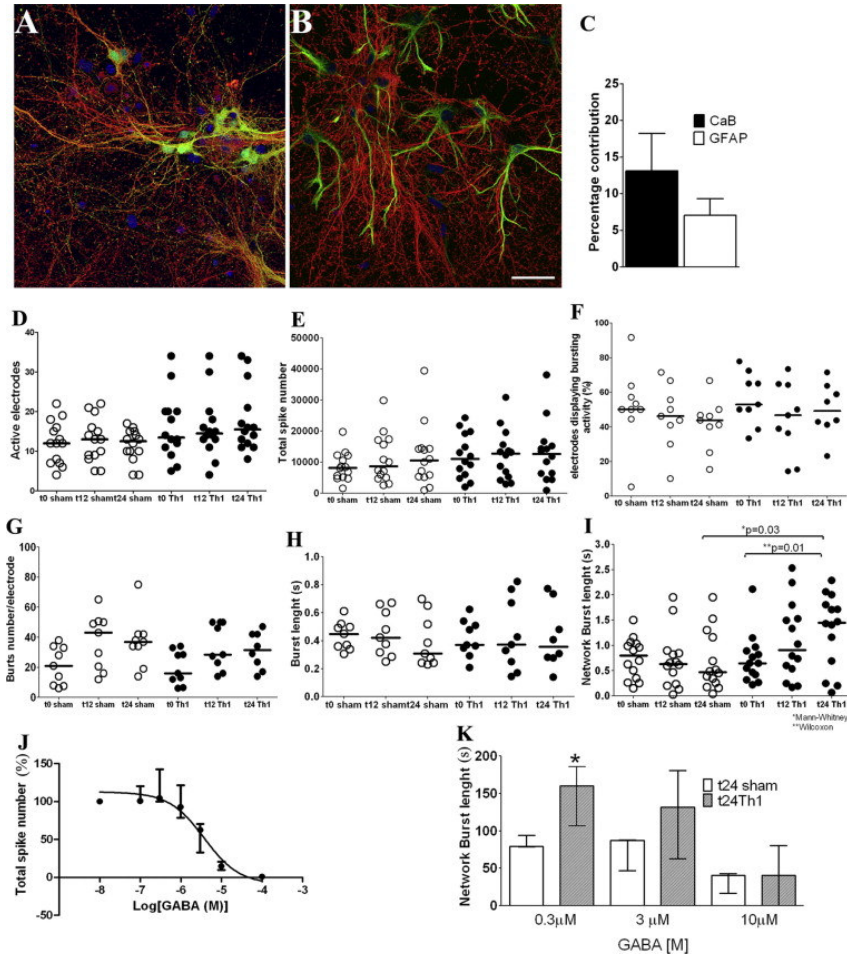 A
B
C
Percentage contribution
25
20
15
10
5
0
CaB
GFAP
D
Active electrodes
40
20
0
t0 sham t12 sham t24 sham t0 Th1 t12 Th1 t24 Th1
E
Total spike number
50000
40000
30000
20000
10000
0
t0 sham t12 sham t24 sham t0 Th1 t12 Th1 t24 Th1
F
electrodes displaying bursting
activity (%)
100
80
60
40
20
0
t0 sham t12 sham t24 sham t0 Th1 t12 Th1 t24 Th1
G
Burts number/electrode
100
80
60
40
20
0
t0 sham t12 sham t24 sham t0 Th1 t12 Th1 t24 Th1
H
Burst lenght (s)
1.0
0.8
0.6
0.4
0.2
0.0
t0 sham t12 sham t24 sham t0 Th1 t12 Th1 t24 Th1
I
Network Burst lenght (s)
3.0
2.5
2.0
1.5
1.0
0.5
0.0
*p=0.03
**p=0.01
t0 sham t12 sham t24 sham t0 Th1 t12 Th1 t24 Th1
*Mann-Whitney
**Wilcoxon
J
Total spike number (%)
150
100
50
0
-50
-9 -8 -7 -6 -5 -4 -3
Log[GABA (M)]
K
Network Burst lenght (s)
200
150
100
50
0
*
t24 sham
t24Th1
0.3µM 3 µM 10µM
GABA [M]